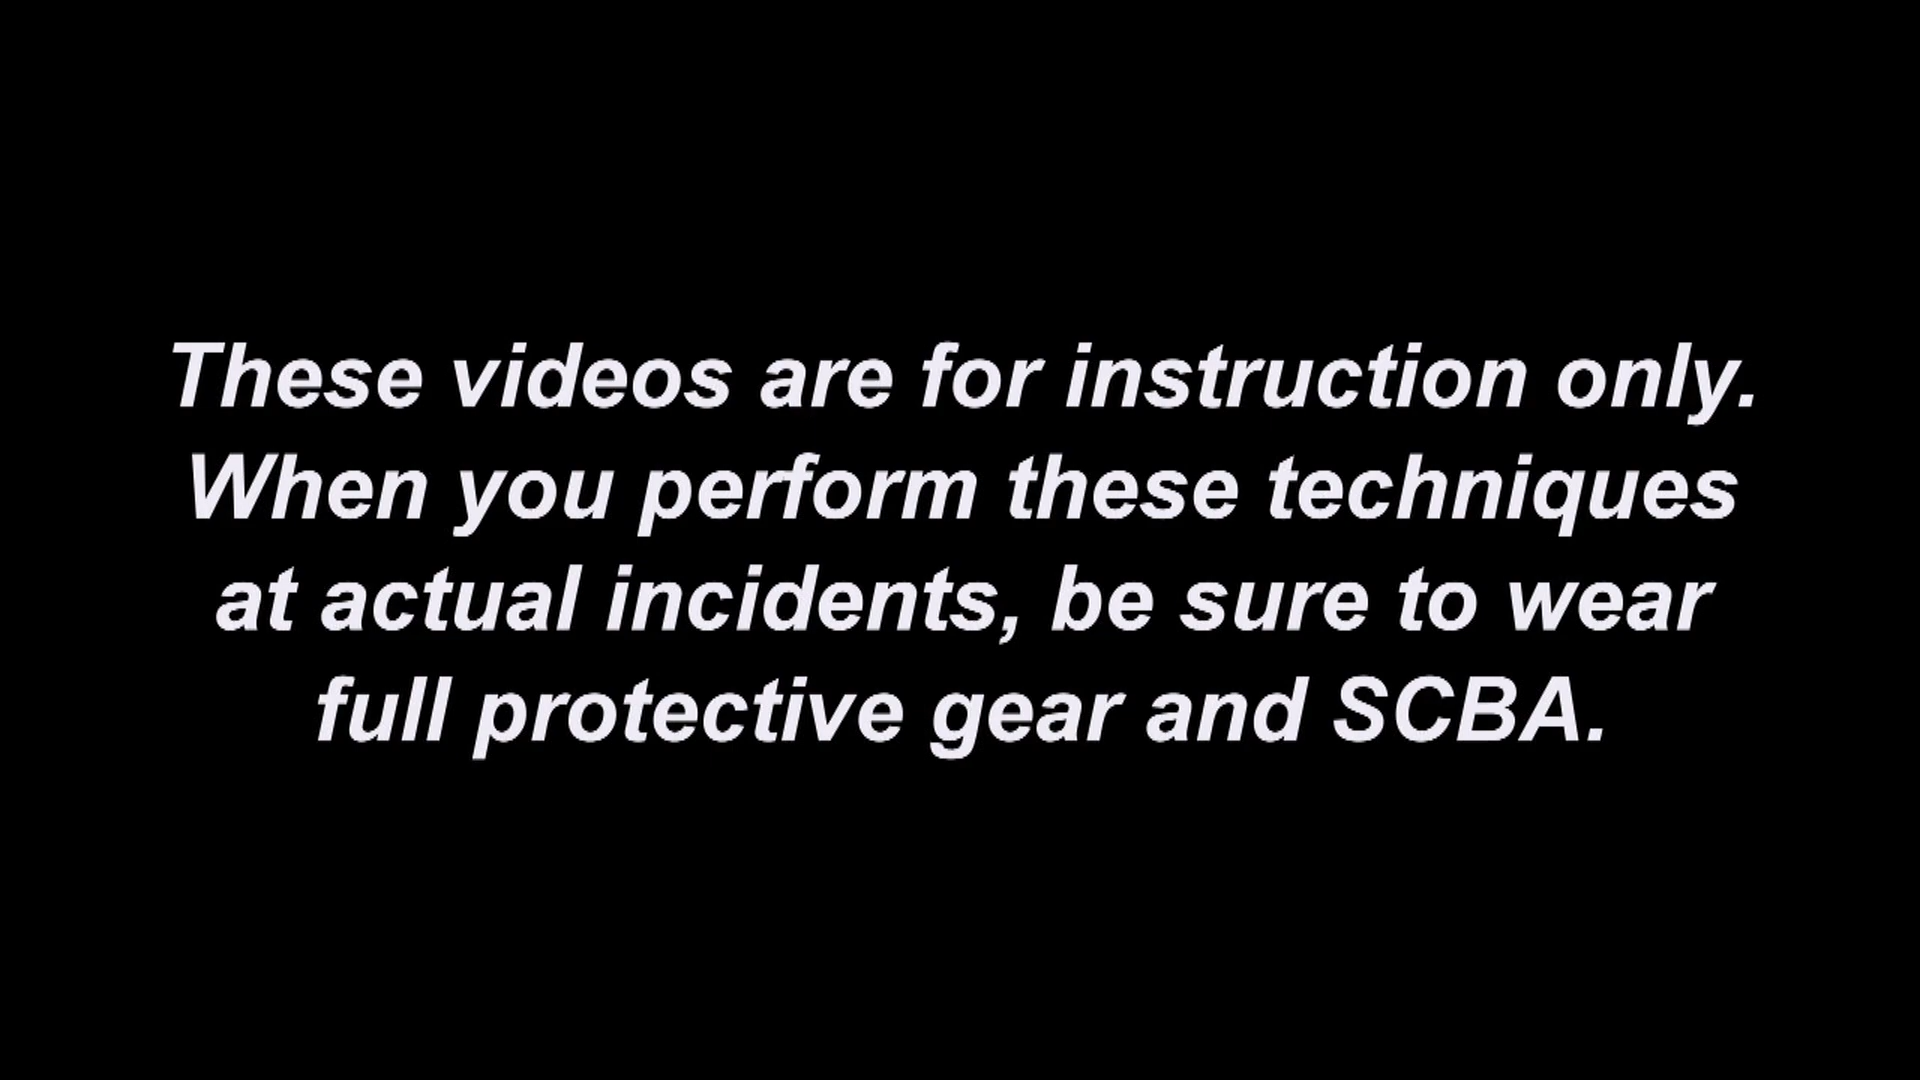 These videos are for instruction only.
When you perform these techniques
at actual incidents, be sure to wear
full protective gear and SCBA.